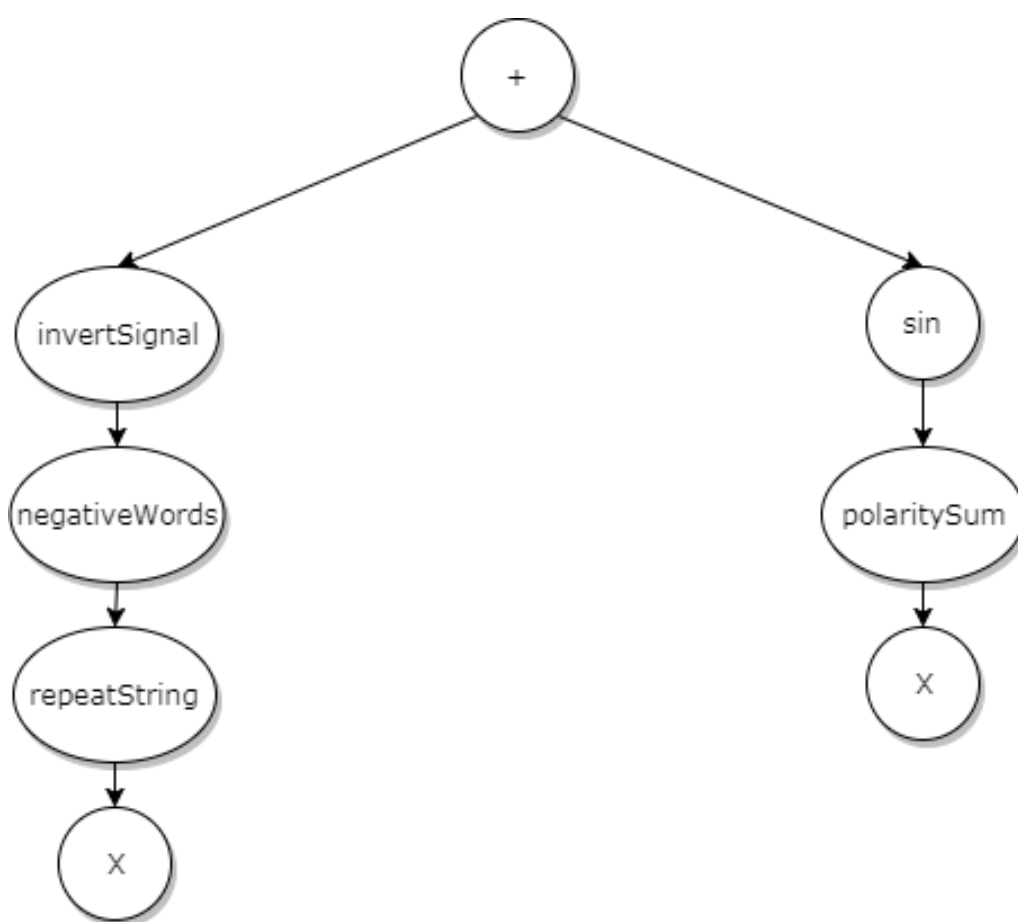 +
invertSignal
sin
negativeWords
polaritySum
repeatString
X
X